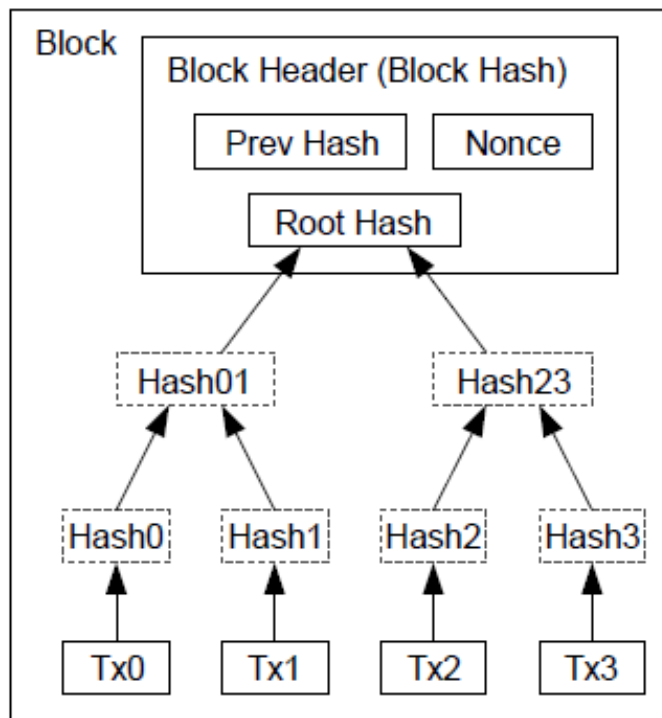 Block
Block Header (Block Hash)
Prev Hash
Nonce
Root Hash
Hash01
Hash23
Hash0
Hash1
Hash2
Hash3
Tx0
Tx1
Tx2
Tx3